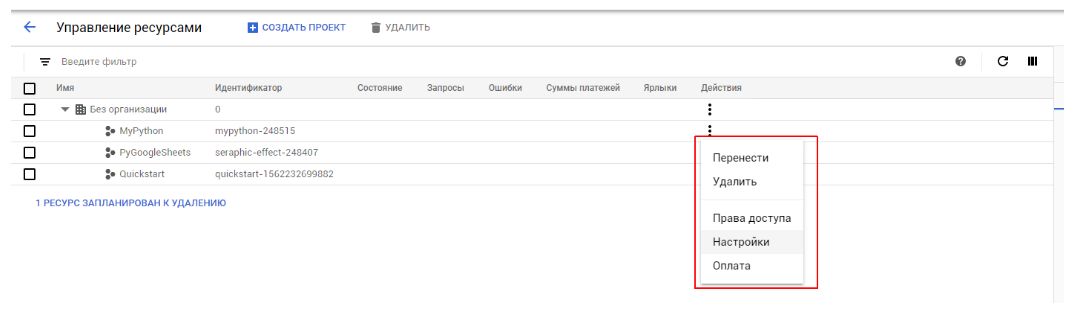 Управление ресурсами СОЗДАТЬ ПРОЕКТ УДАЛИТЬ
Введите фильтр
Имя Идентификатор Состояние Запросы Ошибки Суммы платежей Ярлыки Действия
Без организации 0
MyPython mypython-248515
PyGoogleSheets seraphic-effect-248407
Quickstart quickstart-1562232699882
1 РЕСУРС ЗАПЛАНИРОВАН К УДАЛЕНИЮ
Перенести
Удалить
Права доступа
Настройки
Оплата